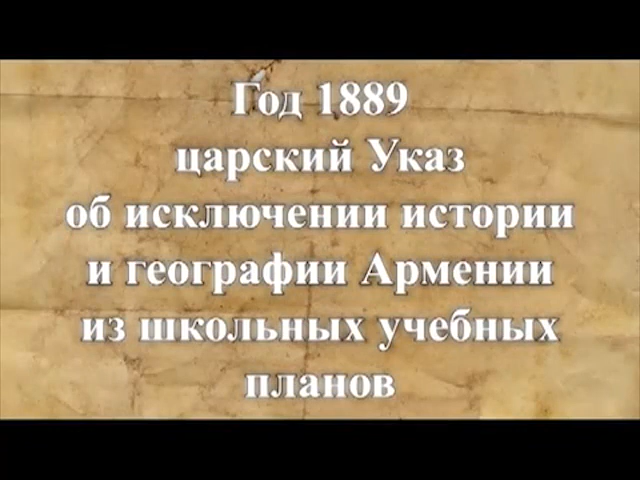 Год 1889
царский Указ
об исключении истории
и географии Армении
из школьных учебных
планов